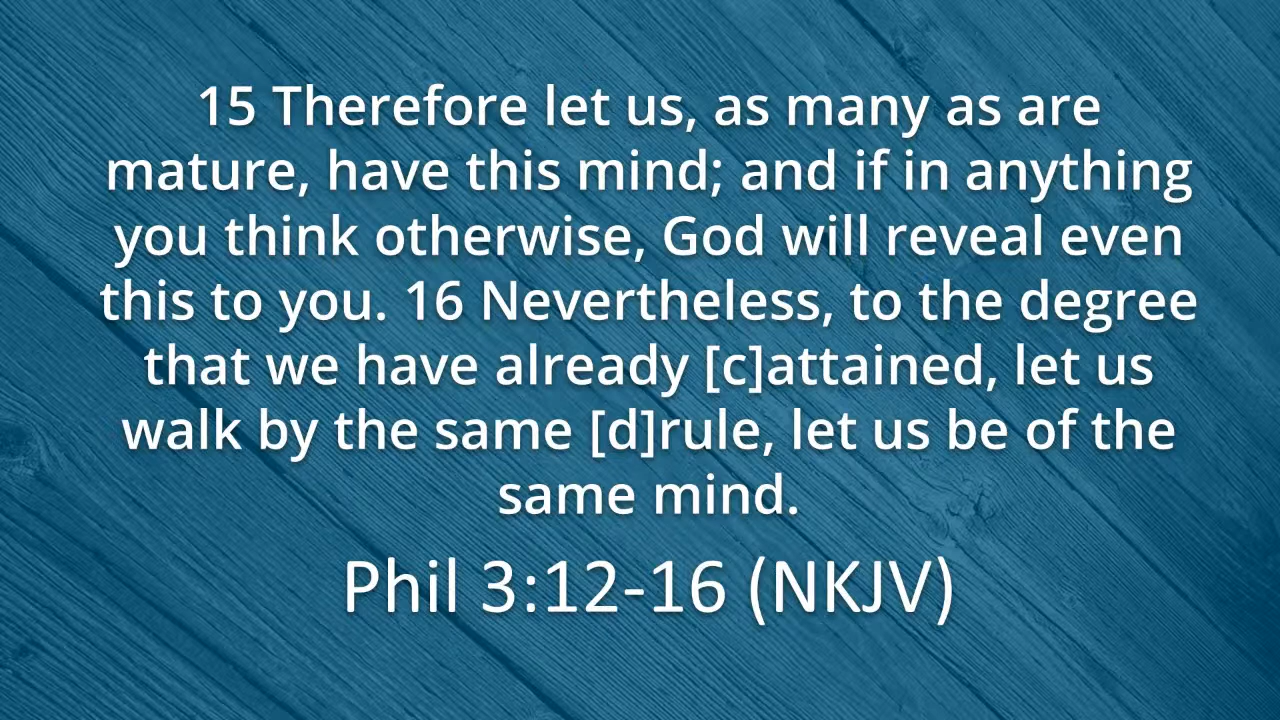 15 Therefore let us, as many as are
mature, have this mind; and if in anything
you think otherwise, God will reveal even
this to you. 16 Nevertheless, to the degree
that we have already [c]attained, let us
walk by the same [d]rule, let us be of the
same mind.
Phil 3:12-16 (NKJV)